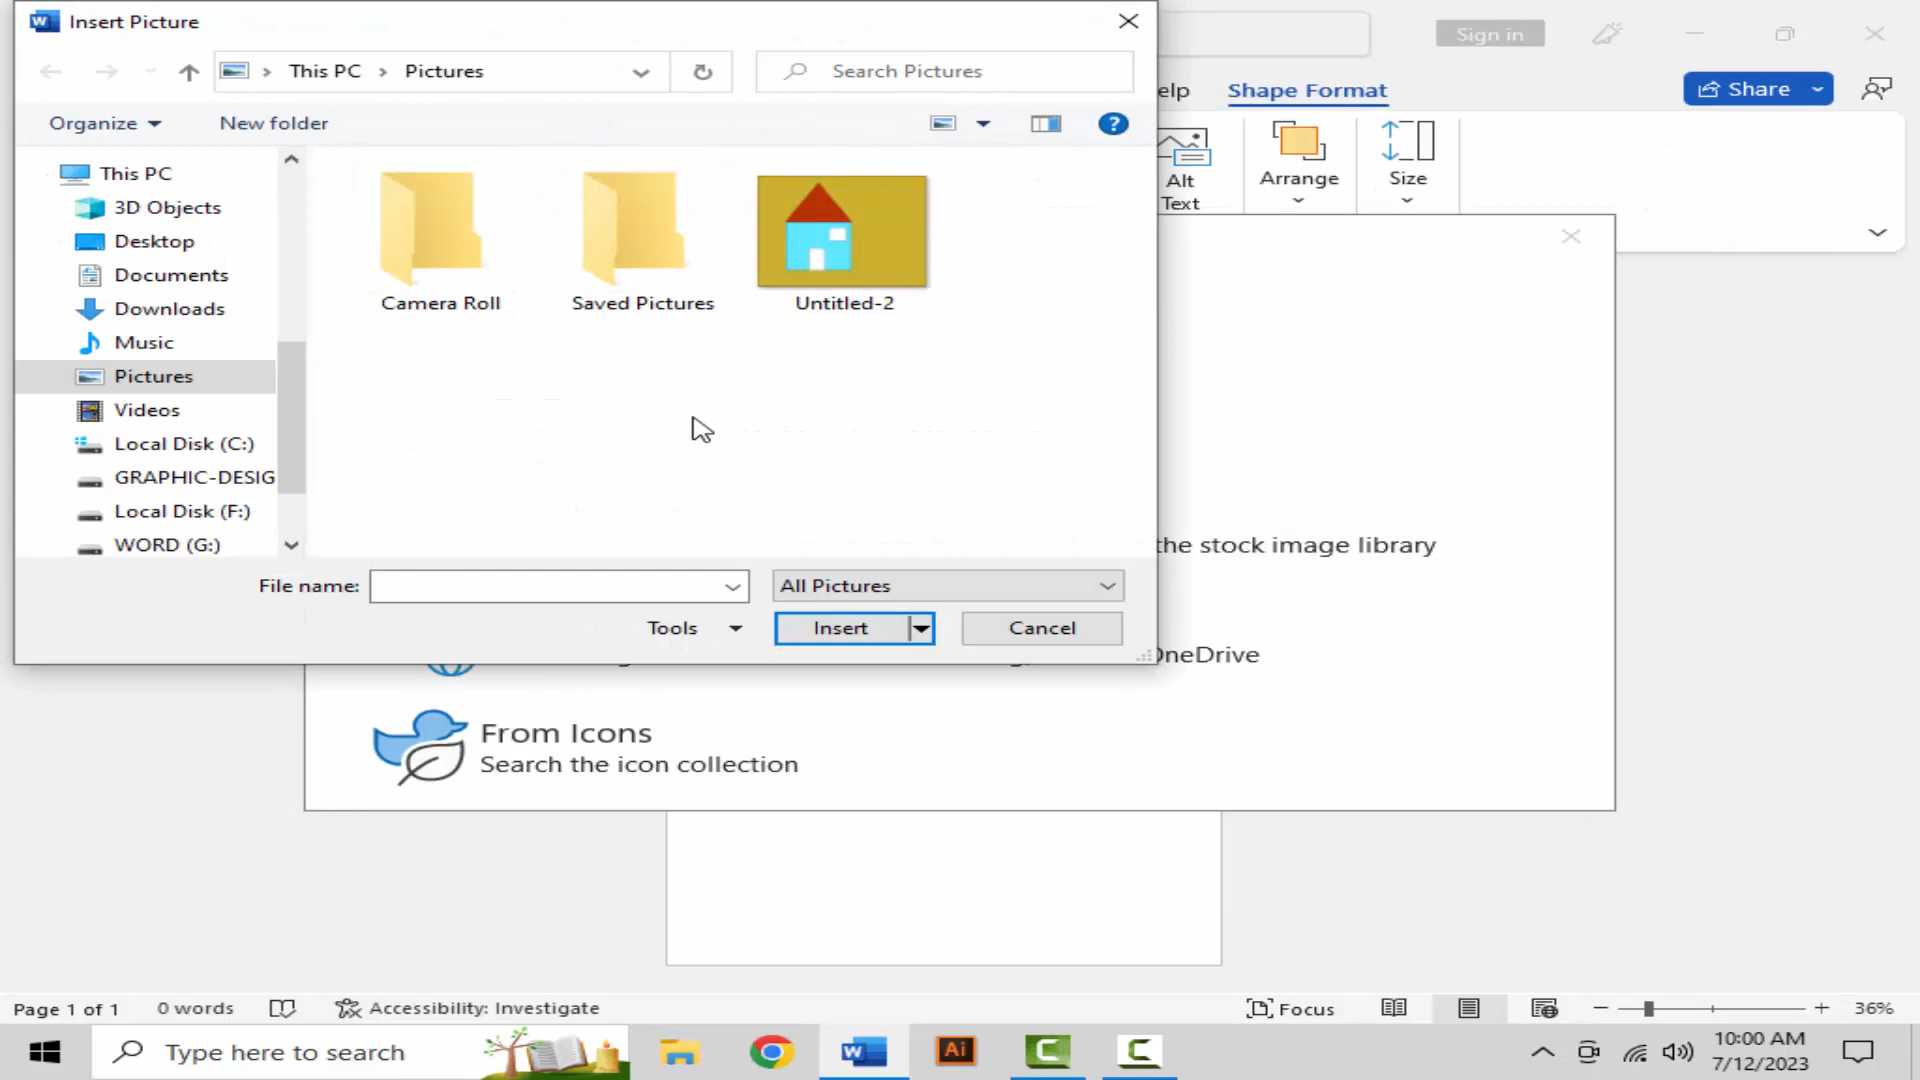 Insert Picture
Sign in
This PC > Pictures
Search Pictures
elp
Shape Format
Share
Organize
New folder
Alt
Text
Arrange
Size
This PC
3D Objects
Desktop
Documents
Downloads
Music
Pictures
Videos
Local Disk (C:)
GRAPHIC-DESIG
Local Disk (F:)
WORD (G:)
Camera Roll
Saved Pictures
Untitled-2
the stock image library
File name:
All Pictures
Tools
Insert
Cancel
OneDrive
From Icons
Search the icon collection
Page 1 of 1
0 words
Accessibility: Investigate
Focus
36%
Type here to search
Ai
10:00 AM
7/12/2023